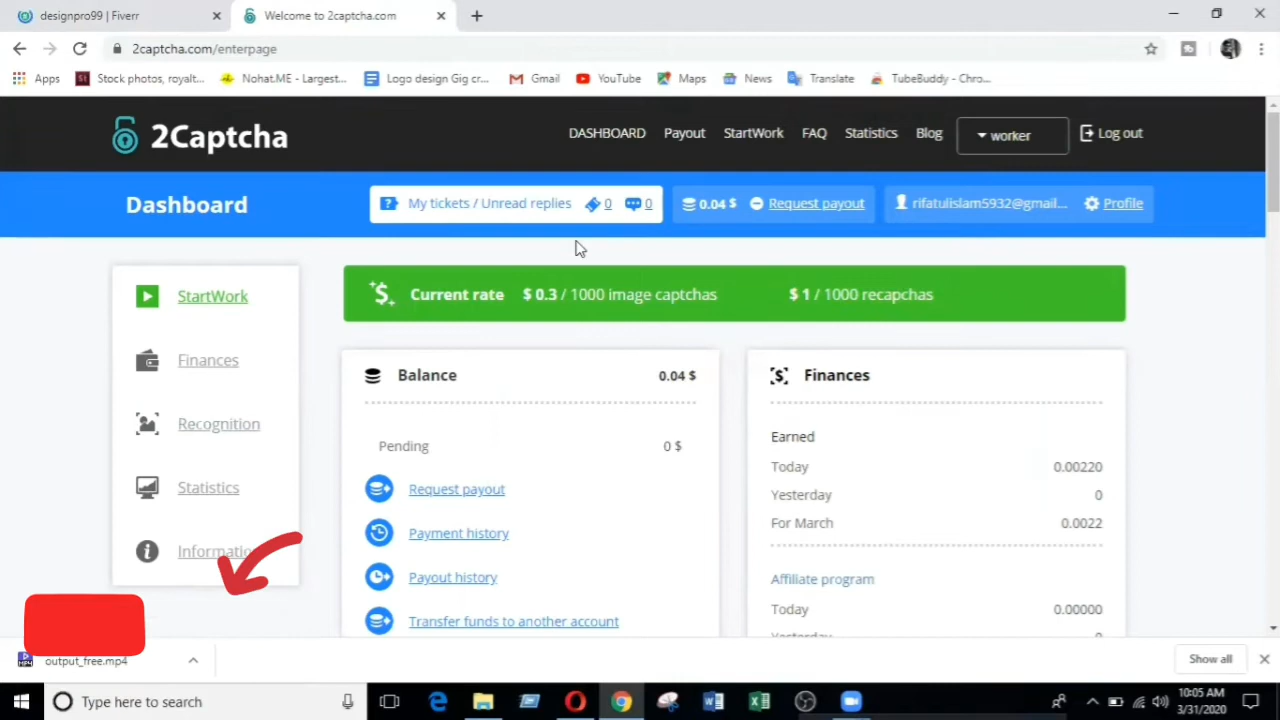 designpro99 | Fiverr
Welcome to 2captcha.com
2captcha.com/enterpage
Apps
Stock photos, royalt...
Nohat.ME - Largest...
Logo design Gig cr...
Gmail
YouTube
Maps
News
Translate
TubeBuddy - Chro...
2Captcha
DASHBOARD
Payout
StartWork
FAQ
Statistics
Blog
worker
Log out
Dashboard
My tickets / Unread replies 0 0
0.04 $
Request payout
rifatulislam5932@gmail...
Profile
StartWork
Finances
Recognition
Statistics
Informatio
Current rate $ 0.3 / 1000 image captchas $ 1 / 1000 recapchas
Balance 0.04 $
Pending 0 $
Request payout
Payment history
Payout history
Transfer funds to another account
Finances
Earned
Today 0.00220
Yesterday 0
For March 0.0022
Affiliate program
Today 0.00000
Yesterday 0
output_free.mp4
Show all
Type here to search
10:05 AM
3/31/2020